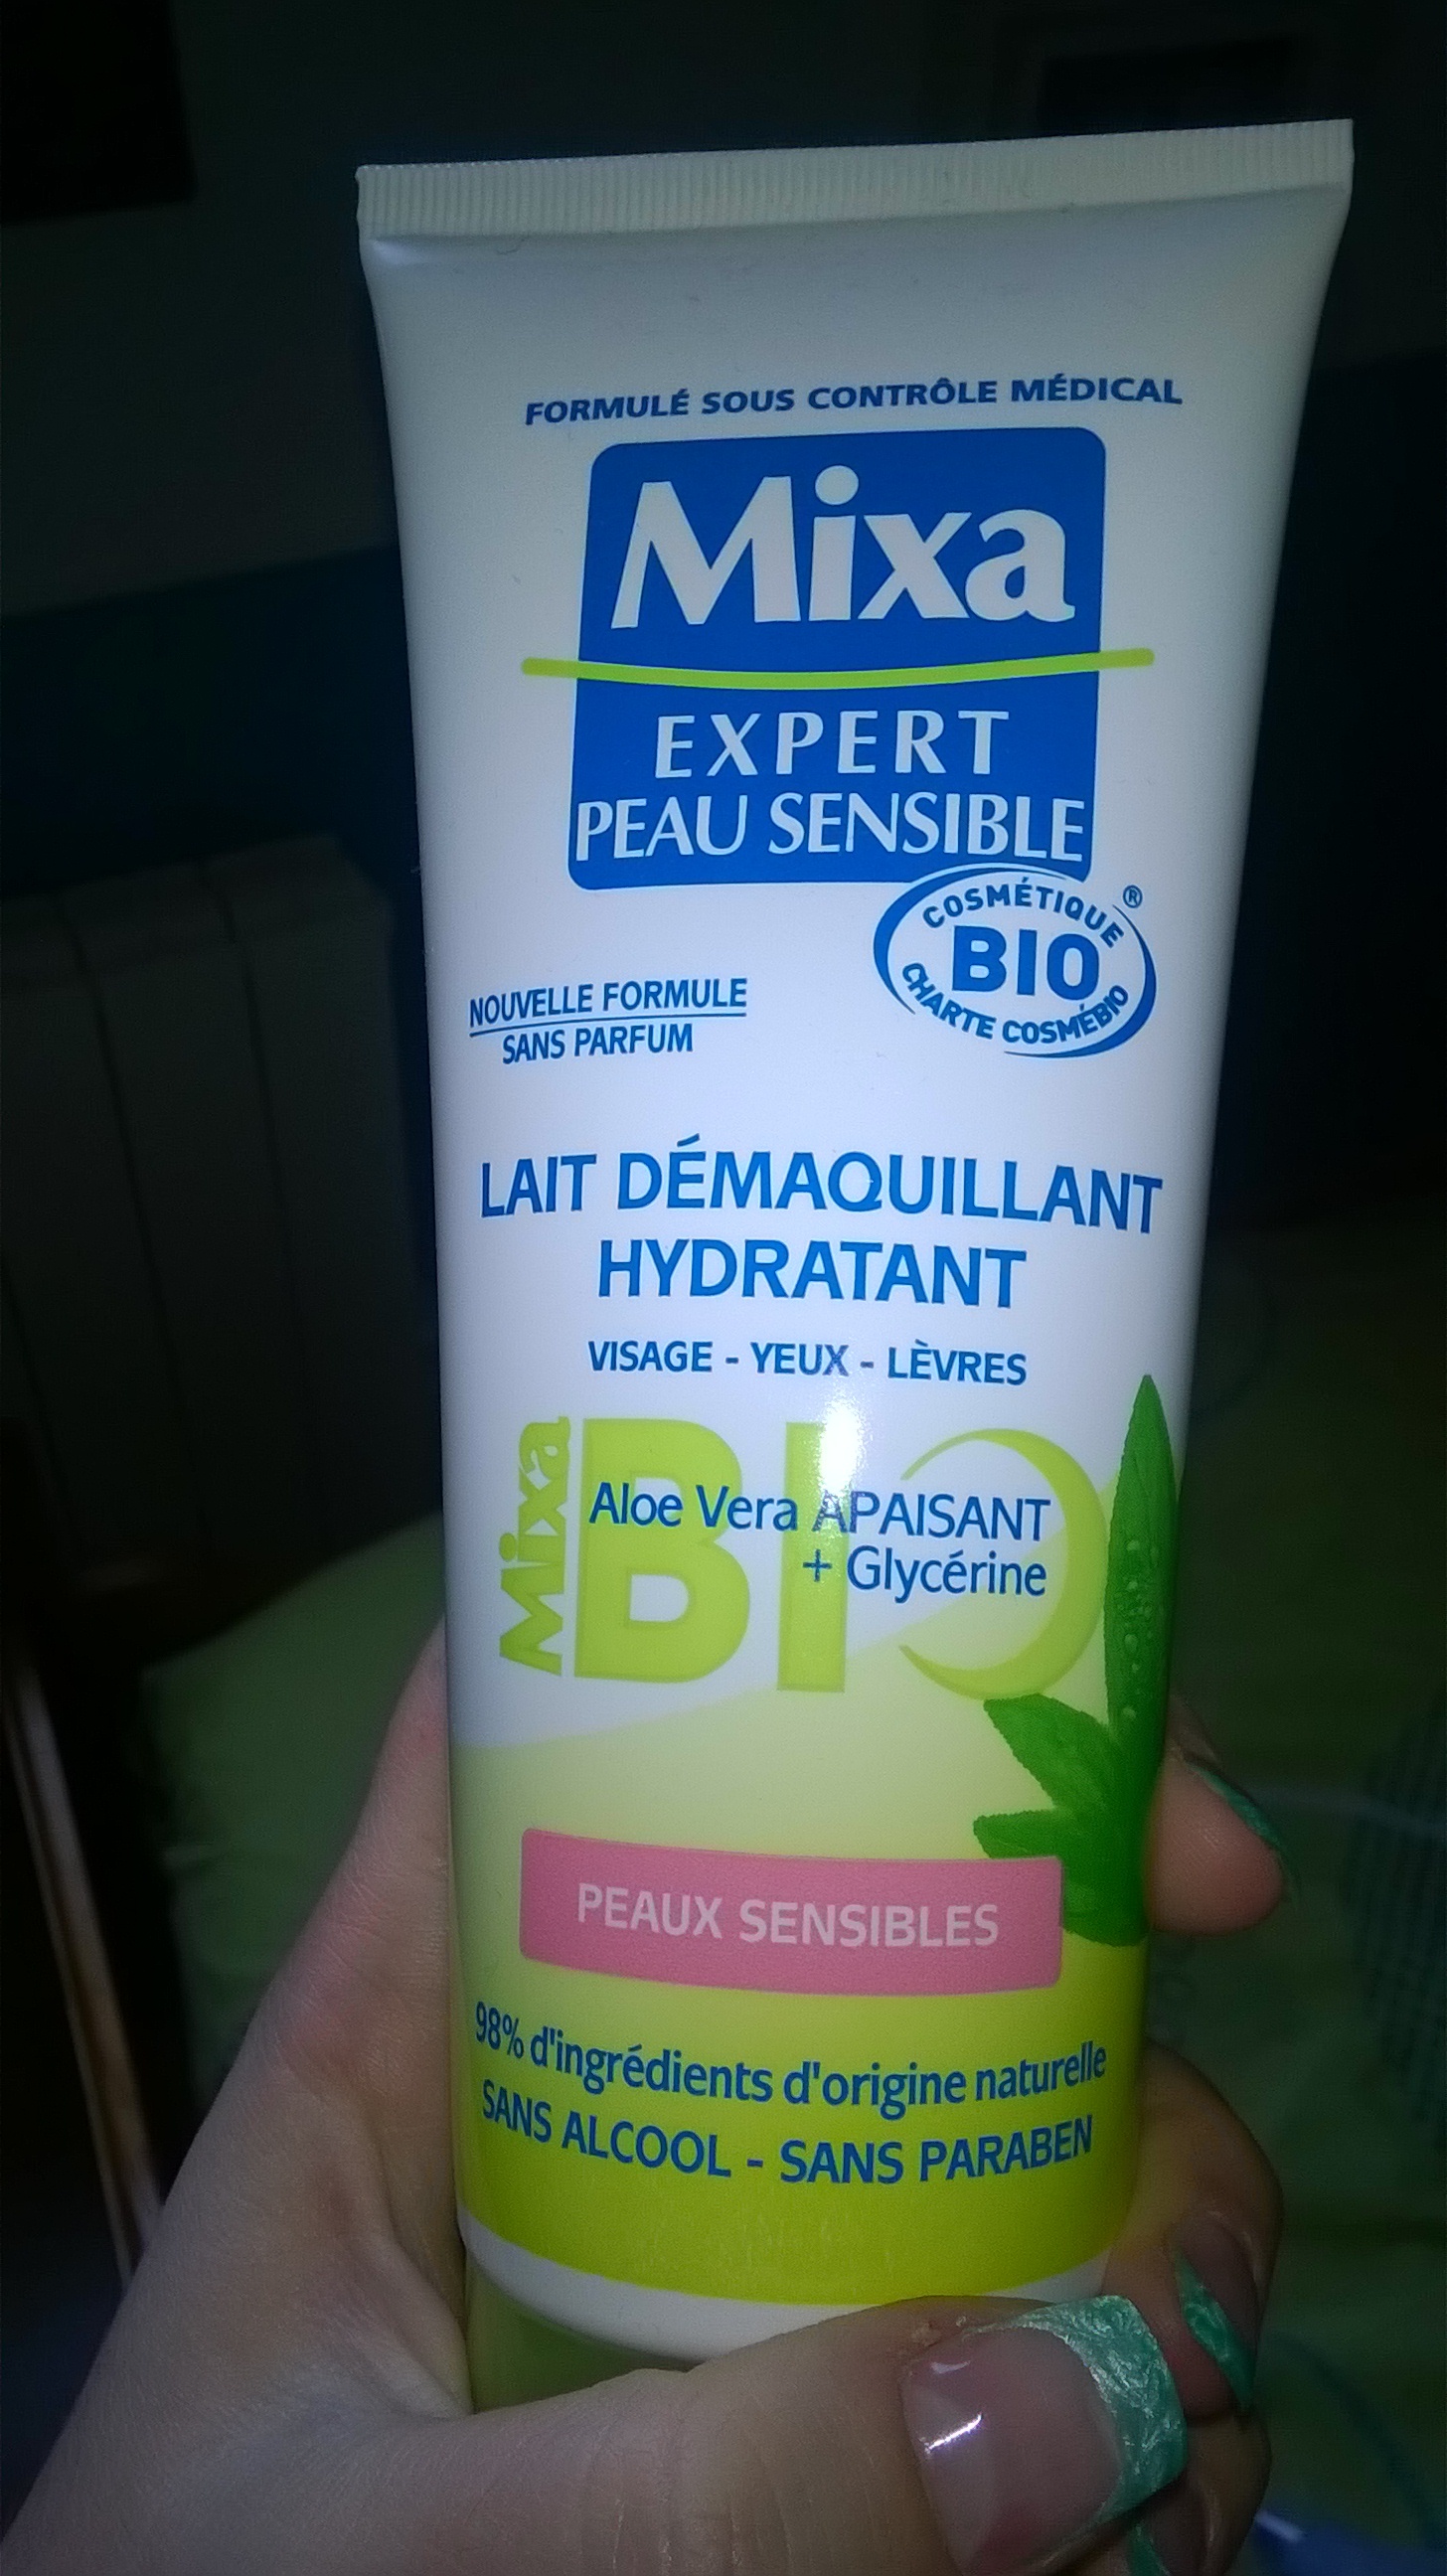 FORMULÉ SOUS CONTRÔLE MÉDICAL
Mixa
EXPERT
PEAU SENSIBLE
COSMÉTIQUE ®
BIO
CHARTE COSMÉBIO
NOUVELLE FORMULE
SANS PARFUM
LAIT DÉMAQUILLANT
HYDRATANT
VISAGE - YEUX - LÈVRES
Mixa
BIO
Aloe Vera APAISANT
+ Glycérine
PEAUX SENSIBLES
98% d'ingrédients d'origine naturelle
SANS ALCOOL - SANS PARABEN